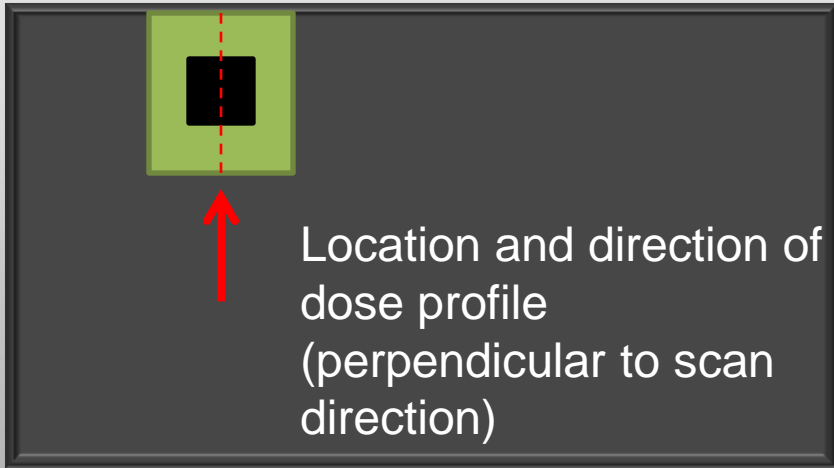 Location and direction of
dose profile
(perpendicular to scan
direction)